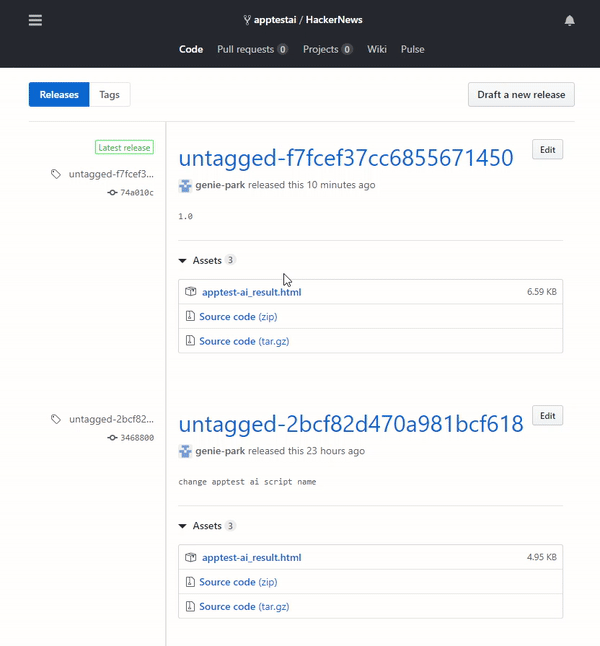 apptestai / HackerNews
Code Pull requests 0 Projects 0 Wiki Pulse
Releases Tags Draft a new release
Latest release
untagged-f7fcef37cc6855671450 Edit
untagged-f7fcef3...
genie-park released this 10 minutes ago
74a010c
1.0
Assets 3
apptest-ai_result.html 6.59 KB
Source code (zip)
Source code (tar.gz)
untagged-2bcf82...
untagged-2bcf82d470a981bcf618 Edit
3468800
genie-park released this 23 hours ago
change apptest ai script name
Assets 3
apptest-ai_result.html 4.95 KB
Source code (zip)
Source code (tar.gz)